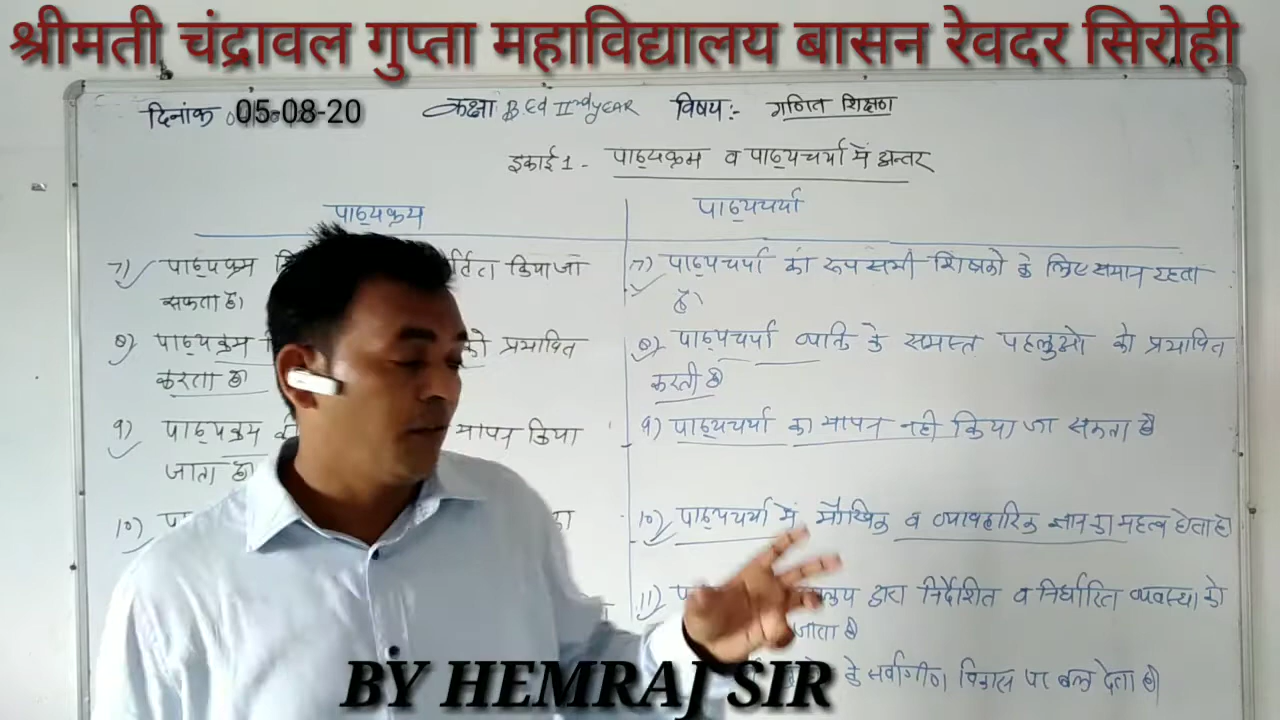 श्रीमती चंद्रावल गुप्ता महाविद्यालय बासन रेवदर सिरोही
दिनांक 05-08-20 कक्षा B.Ed IInd YEAR विषय:- गणित शिक्षण
इकाई 1 - पाठ्यक्रम व पाठ्यचर्या में अन्तर
पाठ्यक्रम पाठ्यचर्या
7) पाठ्यक्रम किया जा
सकता है।
7) पाठ्यचर्या का रूप सभी शिक्षको के लिए समान रहता
है।
8) पाठ्यक्रम को प्रभावित
करता है
8) पाठ्यचर्या व्यक्ति के समस्त पहलुओ को प्रभावित
करती है
9) पाठ्यक्रम मापन किया
जाता है।
9) पाठ्यचर्या का मापन नही किया जा सकता है
10)
10) पाठ्यचर्या में मौखिक व व्यावहारिक ज्ञान का महत्व होता है
11) द्वारा निर्देशित व निर्धारित व्यवस्था को
जाता है
के सर्वागीण विकास पर बल देता है।
BY HEMRAJ SIR